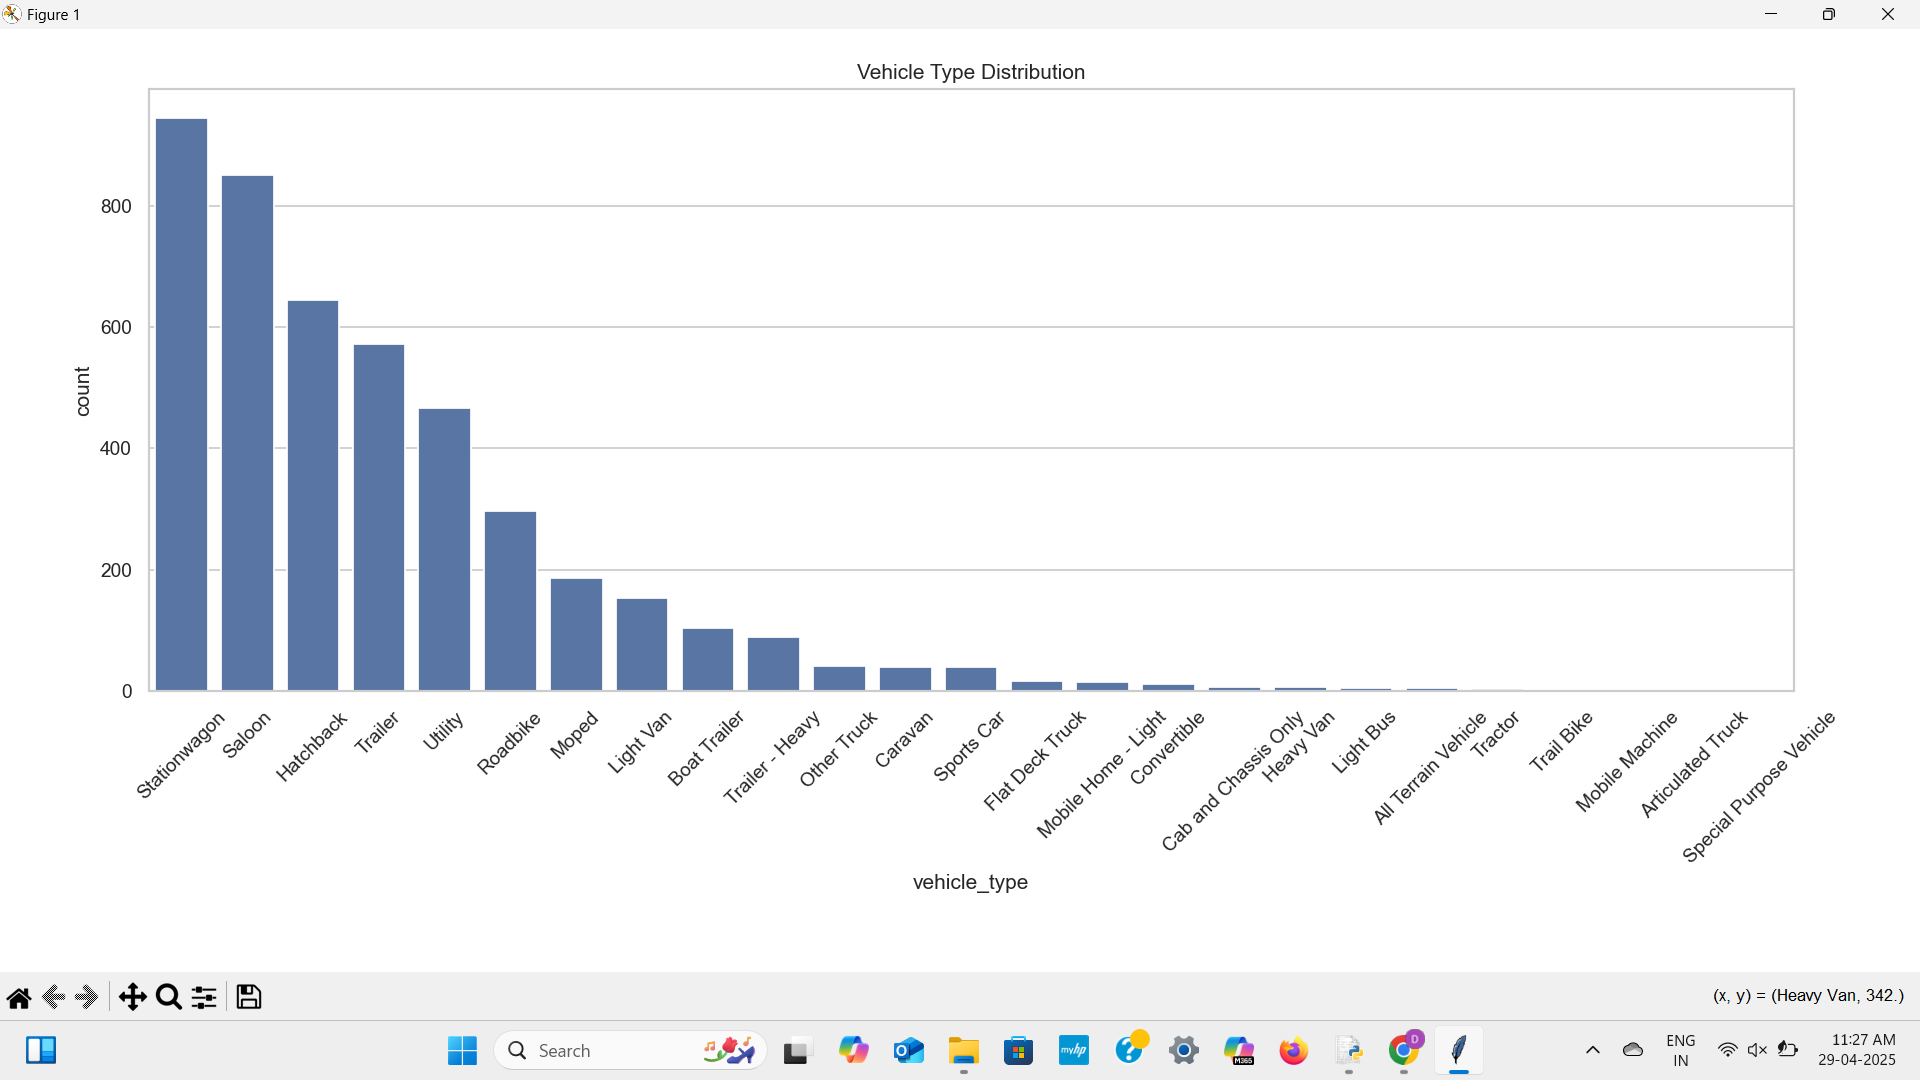 Figure 1
Vehicle Type Distribution
800
600
400
200
0
count
Stationwagon
Saloon
Hatchback
Trailer
Utility
Roadbike
Moped
Light Van
Boat Trailer
Trailer - Heavy
Other Truck
Caravan
Sports Car
Flat Deck Truck
Mobile Home - Light
Convertible
Cab and Chassis Only
Heavy Van
Light Bus
All Terrain Vehicle
Tractor
Trail Bike
Mobile Machine
Articulated Truck
Special Purpose Vehicle
vehicle_type
(x, y) = (Heavy Van, 342.)
Search
myhp
M365
D
ENG
IN
11:27 AM
29-04-2025